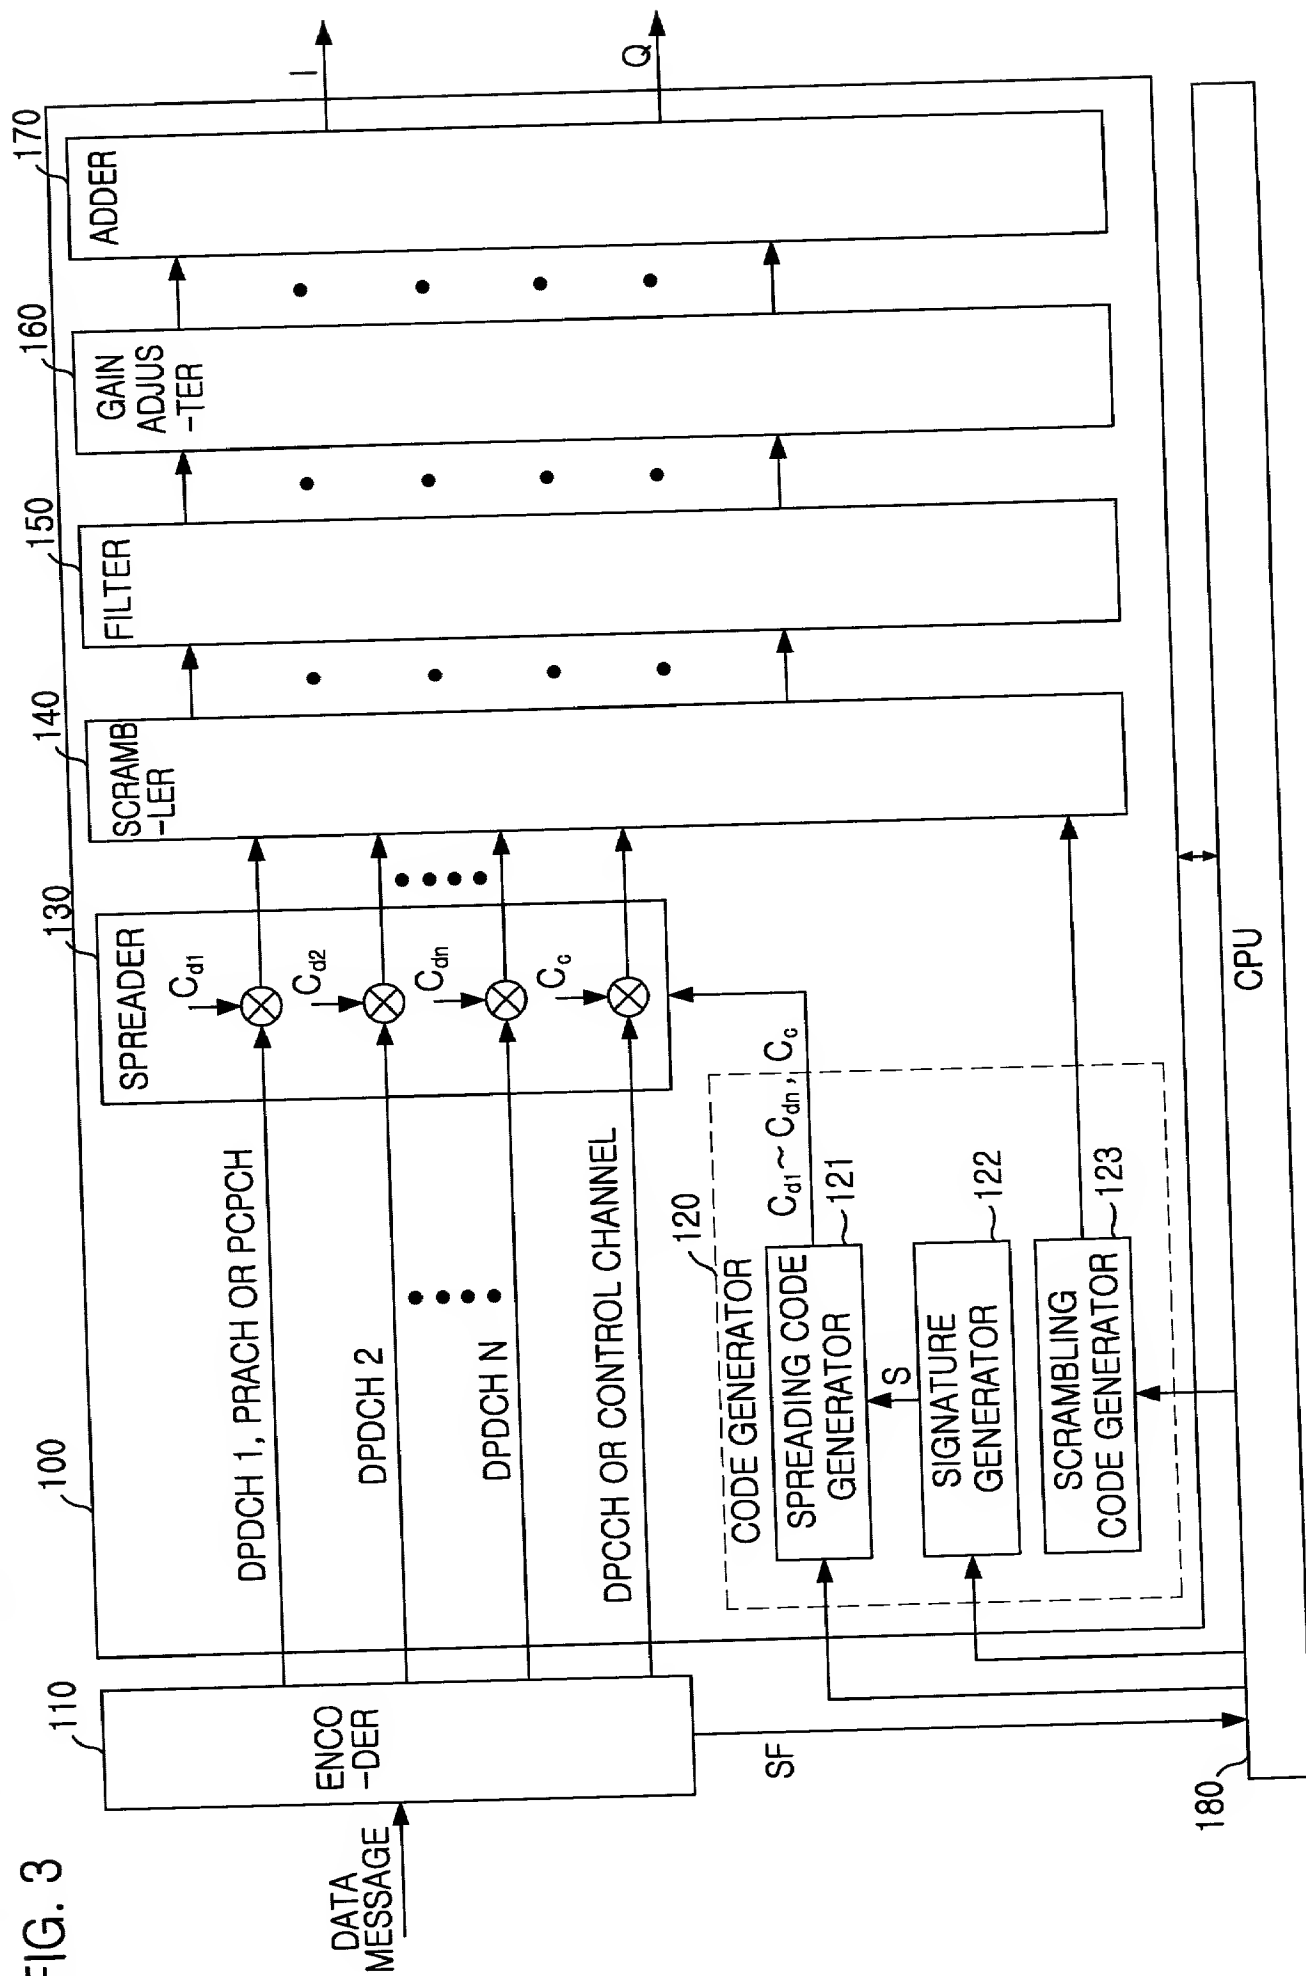 FIG. 3
DATA
MESSAGE
110
ENCO
-DER
SF
180
CPU
100
DPDCH 1, PRACH OR PCPCH
DPDCH 2
DPDCH N
DPCCH OR CONTROL CHANNEL
120
CODE GENERATOR
SPREADING CODE
GENERATOR
121
S
SIGNATURE
GENERATOR
122
SCRAMBLING
CODE GENERATOR
123
Cd1~Cdn, Cc
130
SPREADER
Cd1
Cd2
Cdn
Cc
140
SCRAMB
-LER
150
FILTER
160
GAIN
ADJUS
-TER
170
ADDER
I
Q